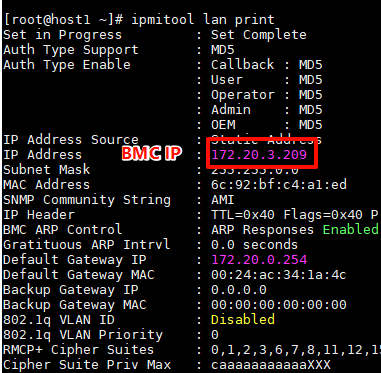 [root@host1 ~]# ipmitool lan print
Set in Progress : Set Complete
Auth Type Support : MD5
Auth Type Enable : Callback : MD5
: User : MD5
: Operator : MD5
: Admin : MD5
: OEM : MD5
IP Address Source : Static Address
IP Address BMC IP : 172.20.3.209
Subnet Mask : 255.255.0.0
MAC Address : 6c:92:bf:c4:a1:ed
SNMP Community String : AMI
IP Header : TTL=0x40 Flags=0x40 P
BMC ARP Control : ARP Responses Enabled
Gratituous ARP Intrvl : 0.0 seconds
Default Gateway IP : 172.20.0.254
Default Gateway MAC : 00:24:ac:34:1a:4c
Backup Gateway IP : 0.0.0.0
Backup Gateway MAC : 00:00:00:00:00:00
802.1q VLAN ID : Disabled
802.1q VLAN Priority : 0
RMCP+ Cipher Suites : 0,1,2,3,6,7,8,11,12,15
Cipher Suite Priv Max : caaaaaaaaaaaXXX